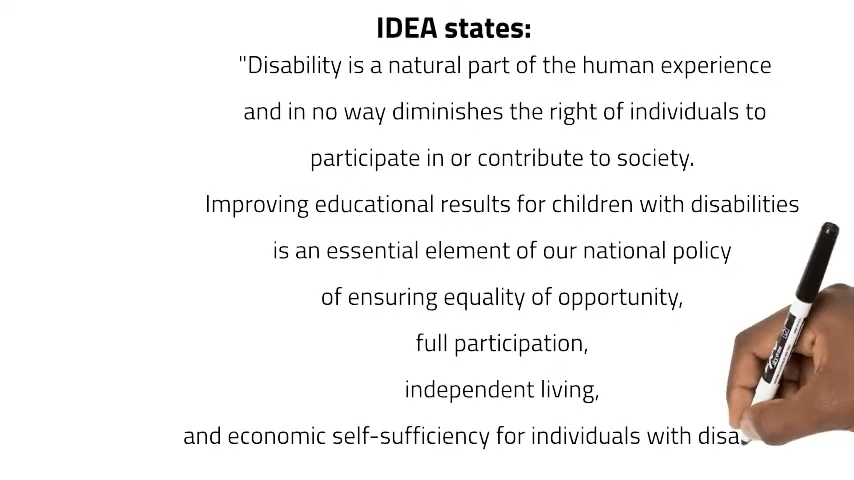 IDEA states:
"Disability is a natural part of the human experience
and in no way diminishes the right of individuals to
participate in or contribute to society.
Improving educational results for children with disabilities
is an essential element of our national policy
of ensuring equality of opportunity,
full participation,
independent living,
and economic self-sufficiency for individuals with disa